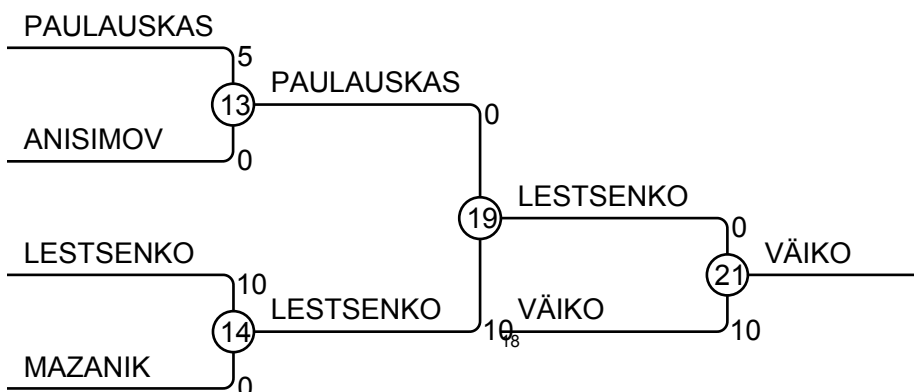 PAULAUSKAS
5
13
PAULAUSKAS
0
ANISIMOV
0
19
LESTSENKO
0
LESTSENKO
10
14
LESTSENKO
10
18
VÄIKO
10
21
VÄIKO
MAZANIK
0